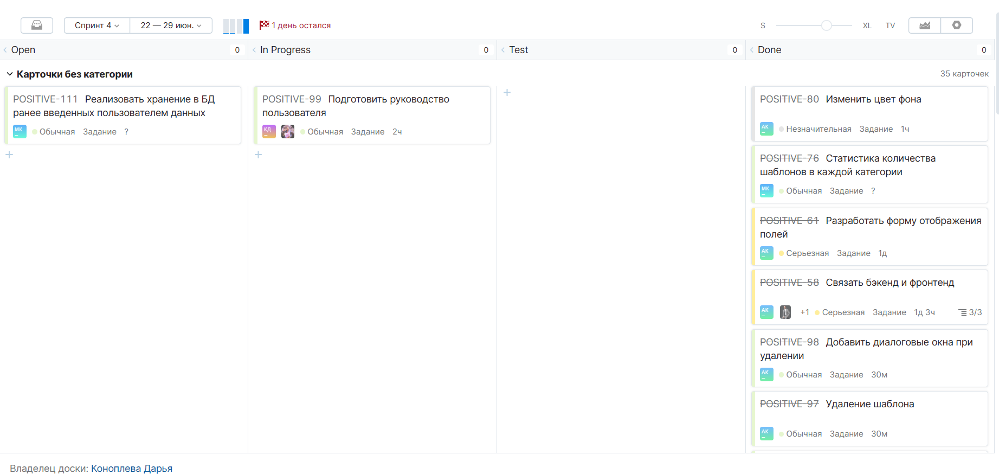 Спринт 4
22 — 29 июн.
1 день остался
S
XL
TV
Open 0
In Progress 0
Test 0
Done 0
Карточки без категории
35 карточек
POSITIVE-111 Реализовать хранение в БД
ранее введенных пользователем данных
МК Обычная Задание ?
POSITIVE-99 Подготовить руководство
пользователя
КД Обычная Задание 2ч
POSITIVE-80 Изменить цвет фона
АК Незначительная Задание 1ч
POSITIVE-76 Статистика количества
шаблонов в каждой категории
МК Обычная Задание ?
POSITIVE-61 Разработать форму отображения
полей
АК Серьезная Задание 1д
POSITIVE-58 Связать бэкенд и фронтенд
АК +1 Серьезная Задание 1д 3ч 3/3
POSITIVE-98 Добавить диалоговые окна при
удалении
АК Обычная Задание 30м
POSITIVE-97 Удаление шаблона
АК Обычная Задание 30м
Владелец доски: Коноплева Дарья